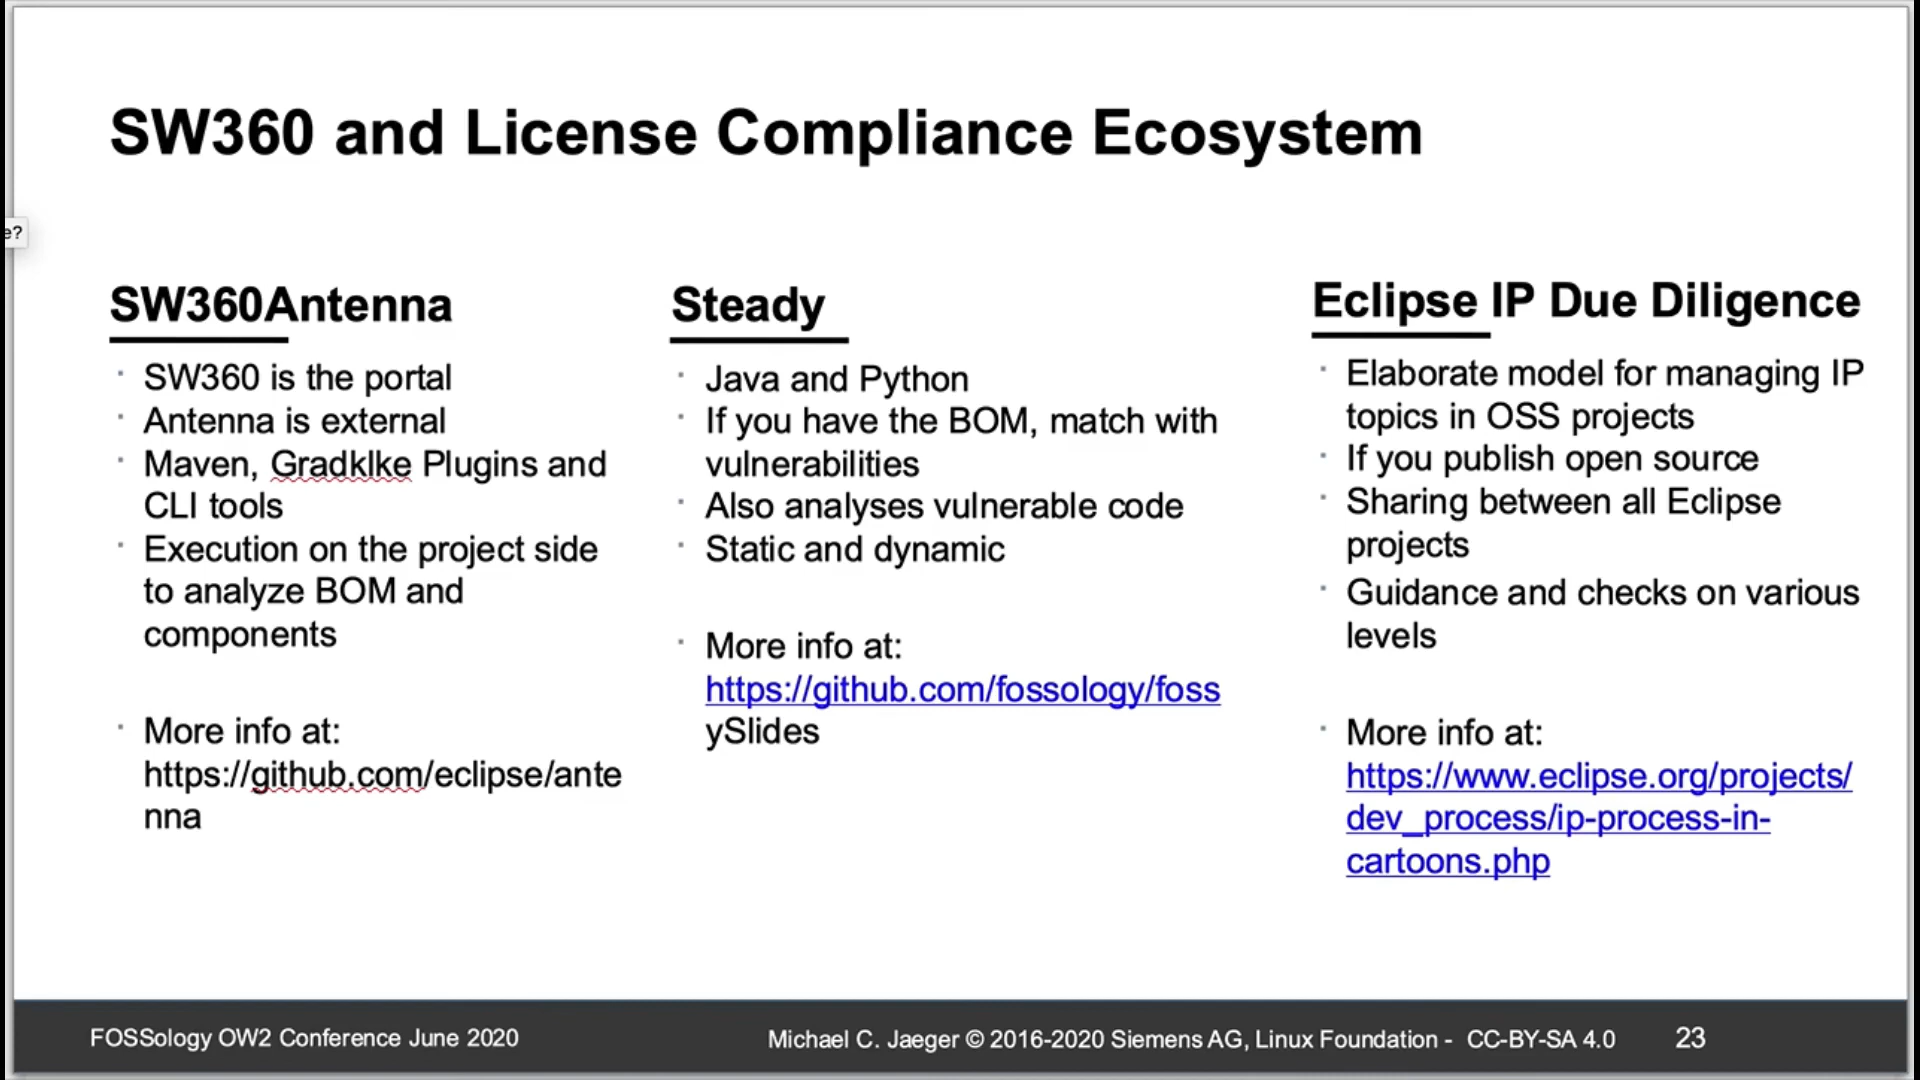 SW360 and License Compliance Ecosystem
e?
SW360Antenna
SW360 is the portal
Antenna is external
Maven, Gradklke Plugins and
CLI tools
Execution on the project side
to analyze BOM and
components
More info at:
https://github.com/eclipse/ante
nna
Steady
Java and Python
If you have the BOM, match with
vulnerabilities
Also analyses vulnerable code
Static and dynamic
More info at:
https://github.com/fossology/foss
ySlides
Eclipse IP Due Diligence
Elaborate model for managing IP
topics in OSS projects
If you publish open source
Sharing between all Eclipse
projects
Guidance and checks on various
levels
More info at:
https://www.eclipse.org/projects/
dev_process/ip-process-in-
cartoons.php
FOSSology OW2 Conference June 2020
Michael C. Jaeger © 2016-2020 Siemens AG, Linux Foundation - CC-BY-SA 4.0
23